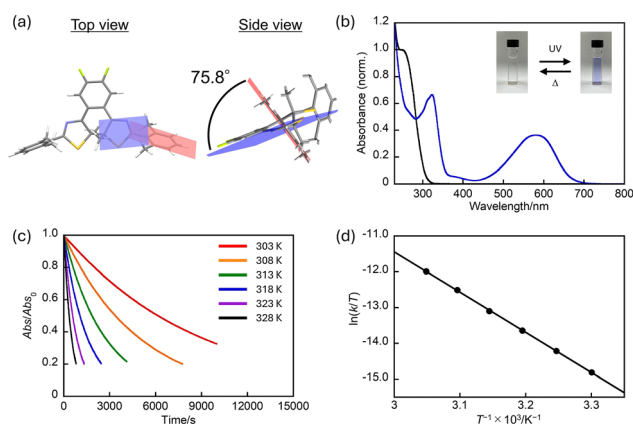 (a)
Top view
Side view
75.8°
(b)
Absorbance (norm.)
1.2
1.0
0.8
0.6
0.4
0.2
0
300 400 500 600 700 800
Wavelength/nm
UV
Δ
(c)
Abs/Abs0
1.0
0.8
0.6
0.4
0.2
0 3000 6000 9000 12000 15000
Time/s
303 K
308 K
313 K
318 K
323 K
328 K
(d)
ln(k/T)
-11.0
-12.0
-13.0
-14.0
-15.0
3 3.1 3.2 3.3
T⁻¹ × 10³/K⁻¹